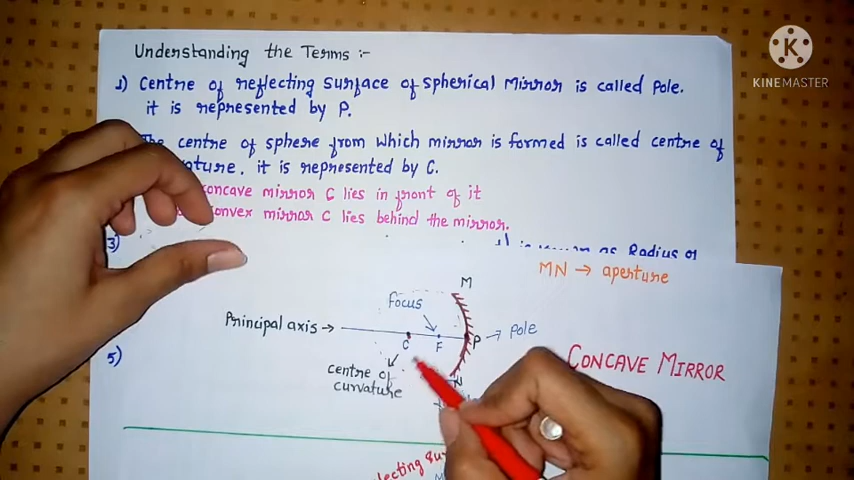 Understanding the Terms :-
KINEMASTER
1) Centre of reflecting surface of spherical mirror is called pole.
it is represented by P.
The centre of sphere from which mirror is formed is called centre of
it is represented by C.
concave mirror C lies in front of it
convex mirror C lies behind the mirror.
3)
Radius of
MN → aperture
M
focus
Principal axis →
C
F
P
→ pole
5)
centre of
curvature
N
CONCAVE MIRROR